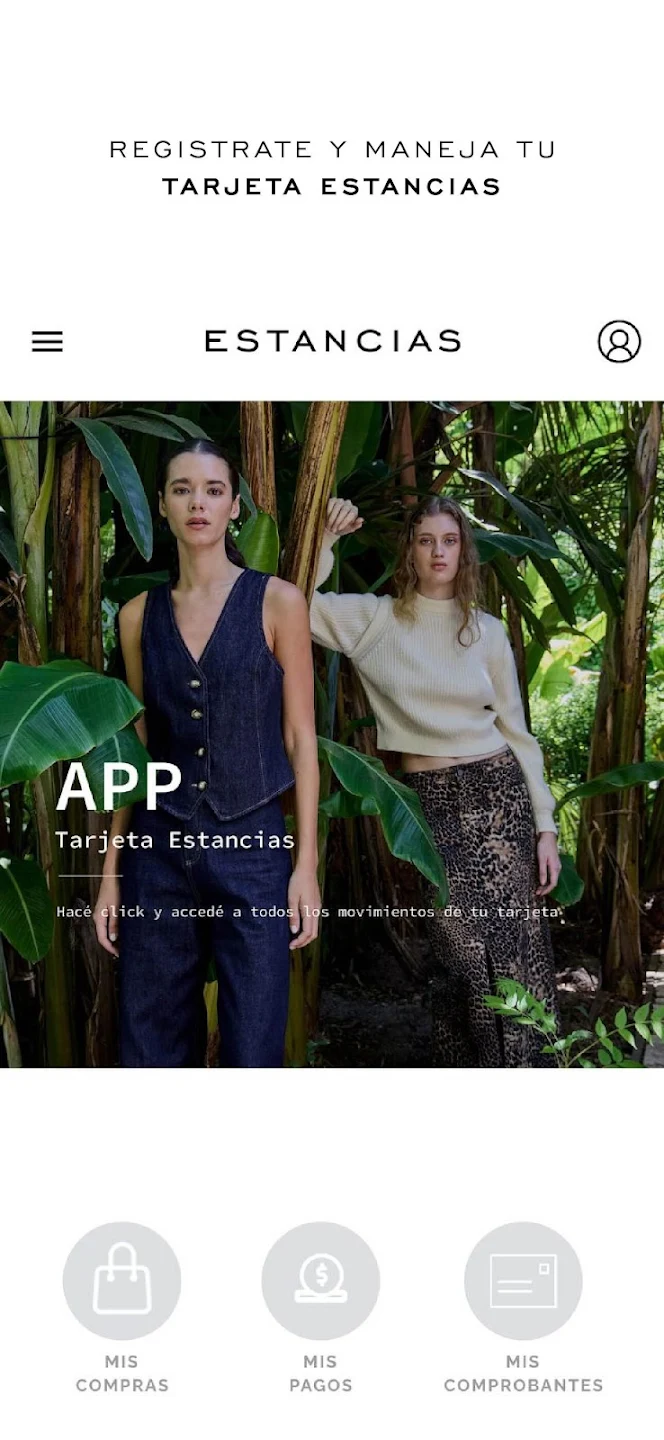 REGISTRATE Y MANEJA TU
TARJETA ESTANCIAS
ESTANCIAS
APP
Tarjeta Estancias
Hacé click y accedé a todos los movimientos de tu tarjeta.
MIS
COMPRAS
MIS
PAGOS
MIS
COMPROBANTES